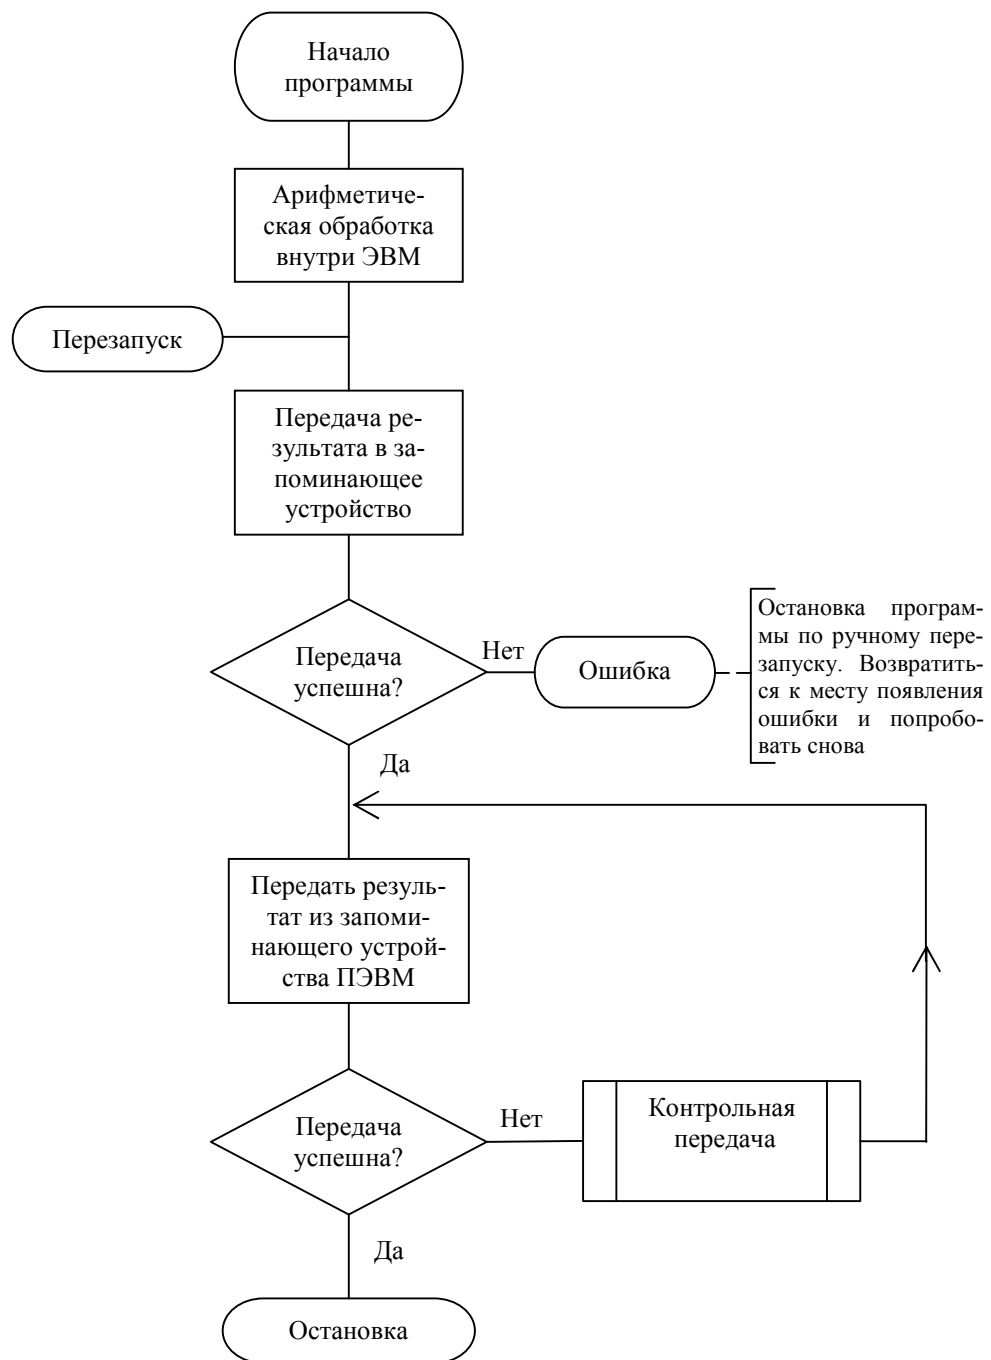 Начало
программы
Арифметиче-
ская обработка
внутри ЭВМ
Перезапуск
Передача ре-
зультата в за-
поминающее
устройство
Передача
успешна?
Нет
Ошибка
Остановка програм-
мы по ручному пере-
запуску. Возвратить-
ся к месту появления
ошибки и попробо-
вать снова
Да
Передать резуль-
тат из запоми-
нающего устрой-
ства ПЭВМ
Передача
успешна?
Нет
Контрольная
передача
Да
Остановка